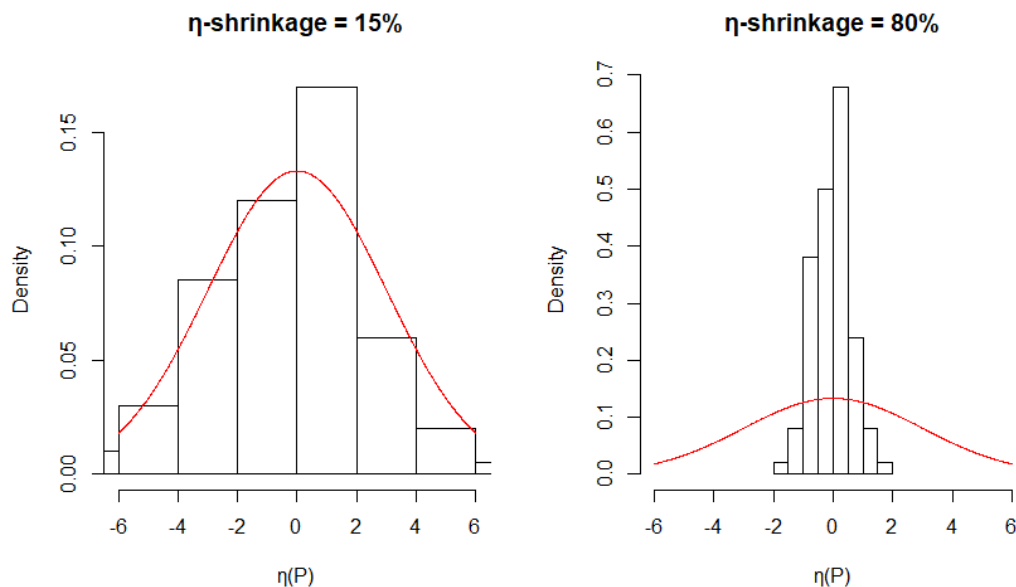 η-shrinkage = 15%
0.15
0.10
0.05
0.00
Density
-6 -4 -2 0 2 4 6
η(P)
η-shrinkage = 80%
0.7
0.6
0.5
0.4
0.3
0.2
0.1
0.0
Density
-6 -4 -2 0 2 4 6
η(P)